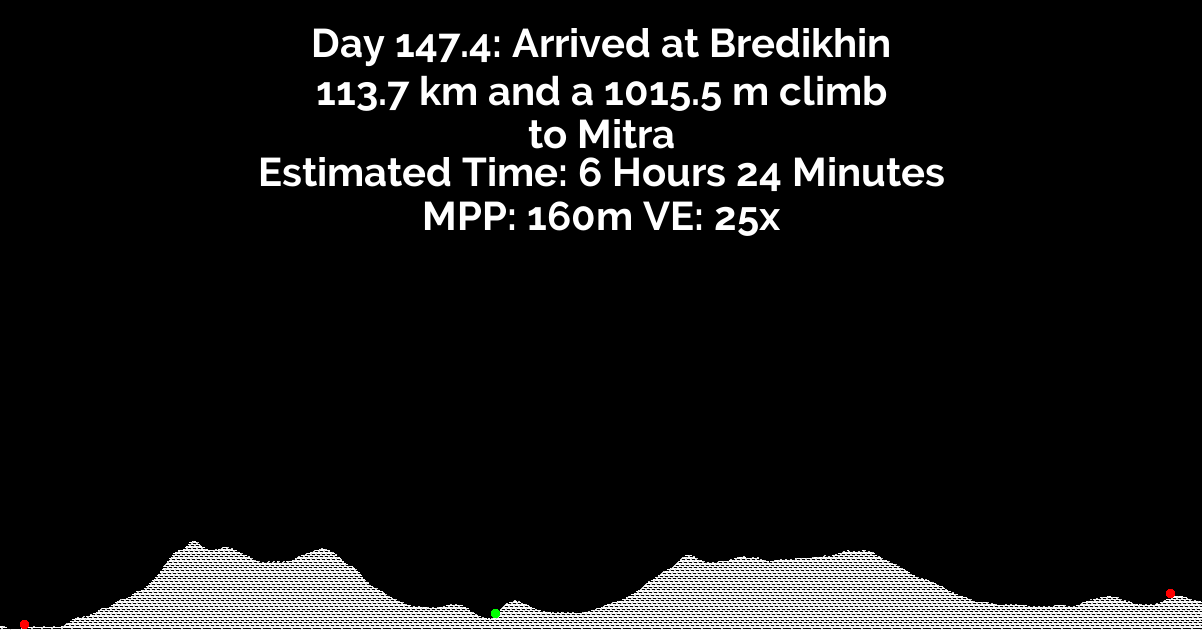 Day 147.4: Arrived at Bredikhin
113.7 km and a 1015.5 m climb
to Mitra
Estimated Time: 6 Hours 24 Minutes
MPP: 160m VE: 25x